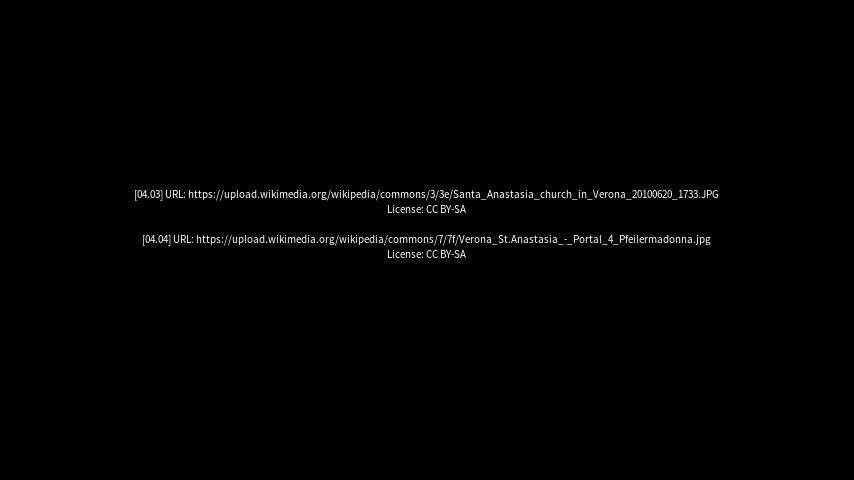 [04.03] URL: https://upload.wikimedia.org/wikipedia/commons/3/3e/Santa_Anastasia_church_in_Verona_20100620_1733.JPG
License: CC BY-SA
[04.04] URL: https://upload.wikimedia.org/wikipedia/commons/7/7f/Verona_St.Anastasia_-_Portal_4_Pfeilermadonna.jpg
License: CC BY-SA